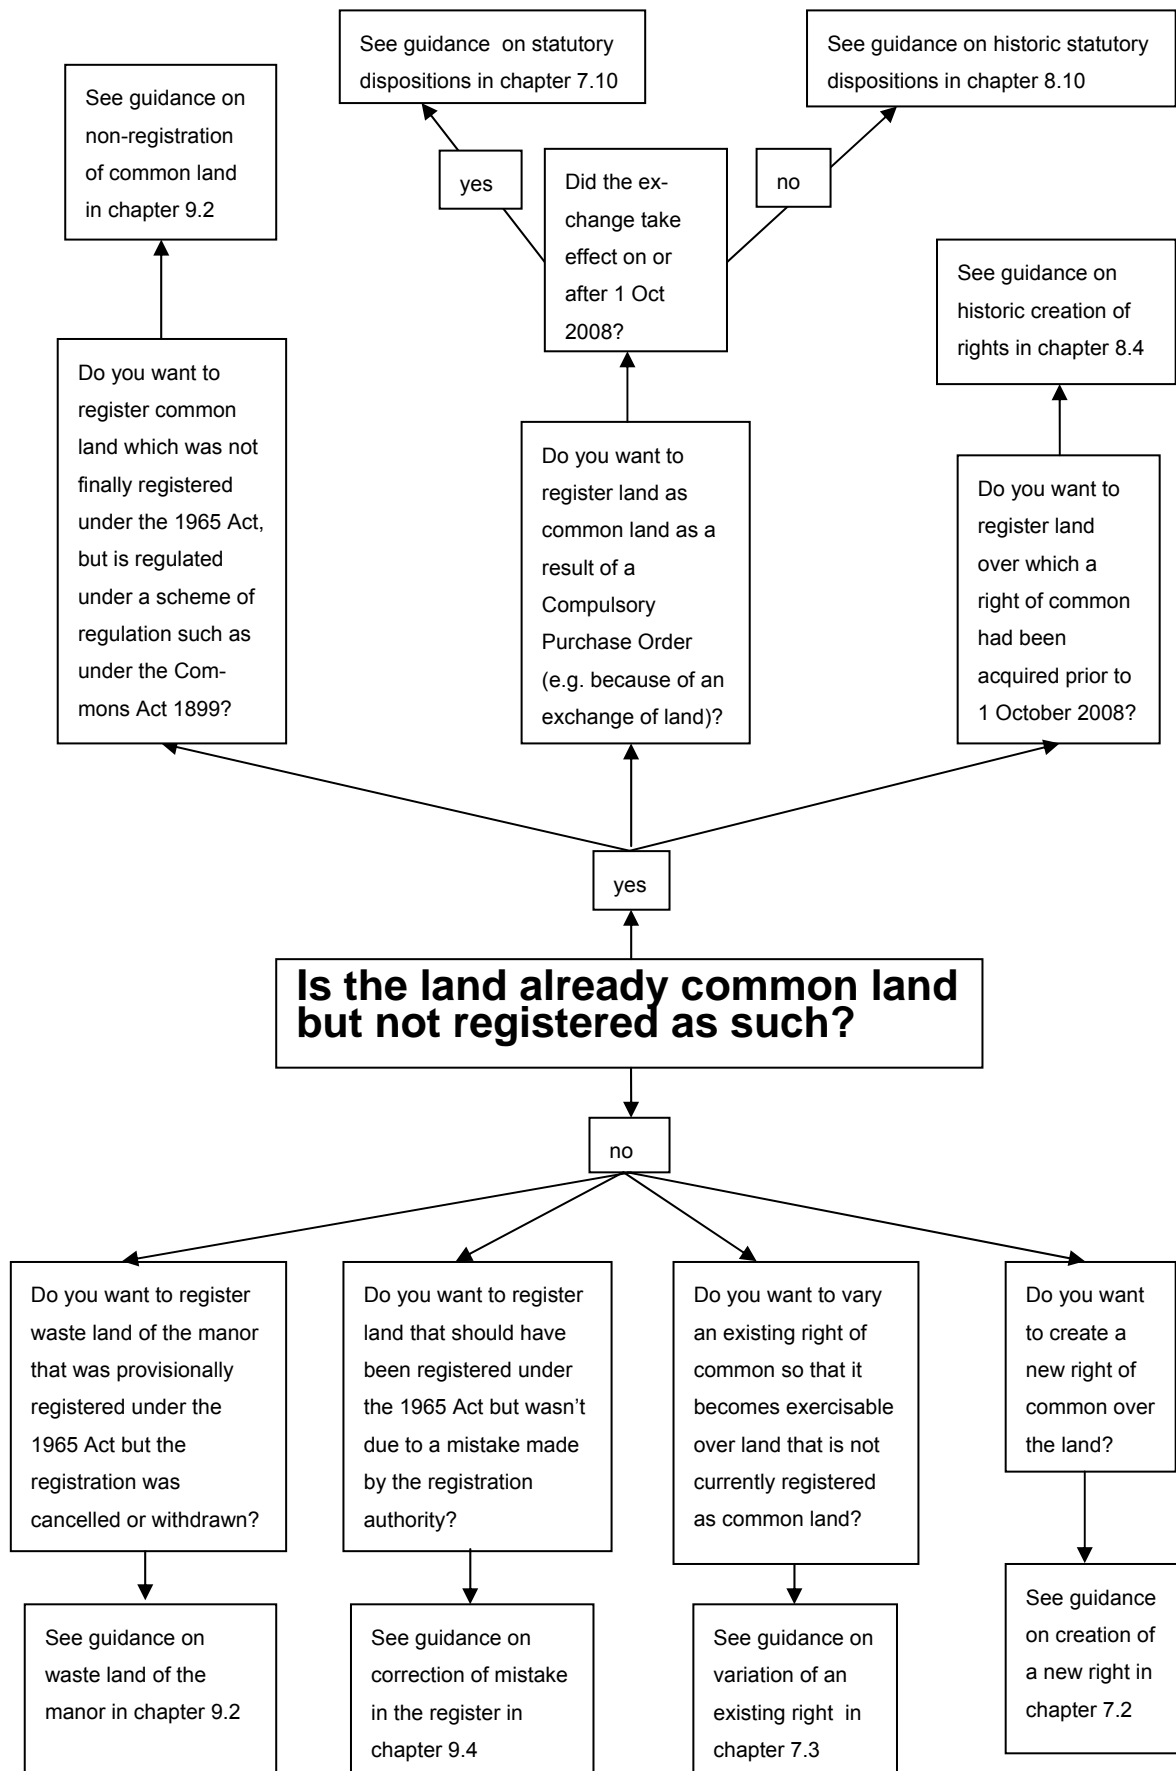 See guidance on statutory
dispositions in chapter 7.10
See guidance on historic statutory
dispositions in chapter 8.10
See guidance on
non-registration
of common land
in chapter 9.2
yes
Did the ex-
change take
effect on or
after 1 Oct
2008?
no
See guidance on
historic creation of
rights in chapter 8.4
Do you want to
register common
land which was not
finally registered
under the 1965 Act,
but is regulated
under a scheme of
regulation such as
under the Com-
mons Act 1899?
Do you want to
register land as
common land as a
result of a
Compulsory
Purchase Order
(e.g. because of an
exchange of land)?
Do you want to
register land
over which a
right of common
had been
acquired prior to
1 October 2008?
yes
Is the land already common land
but not registered as such?
no
Do you want to register
waste land of the manor
that was provisionally
registered under the
1965 Act but the
registration was
cancelled or withdrawn?
Do you want to register
land that should have
been registered under
the 1965 Act but wasn't
due to a mistake made
by the registration
authority?
Do you want to vary
an existing right of
common so that it
becomes exercisable
over land that is not
currently registered
as common land?
Do you want
to create a
new right of
common over
the land?
See guidance on
waste land of the
manor in chapter 9.2
See guidance on
correction of mistake
in the register in
chapter 9.4
See guidance on
variation of an
existing right in
chapter 7.3
See guidance
on creation of
a new right in
chapter 7.2